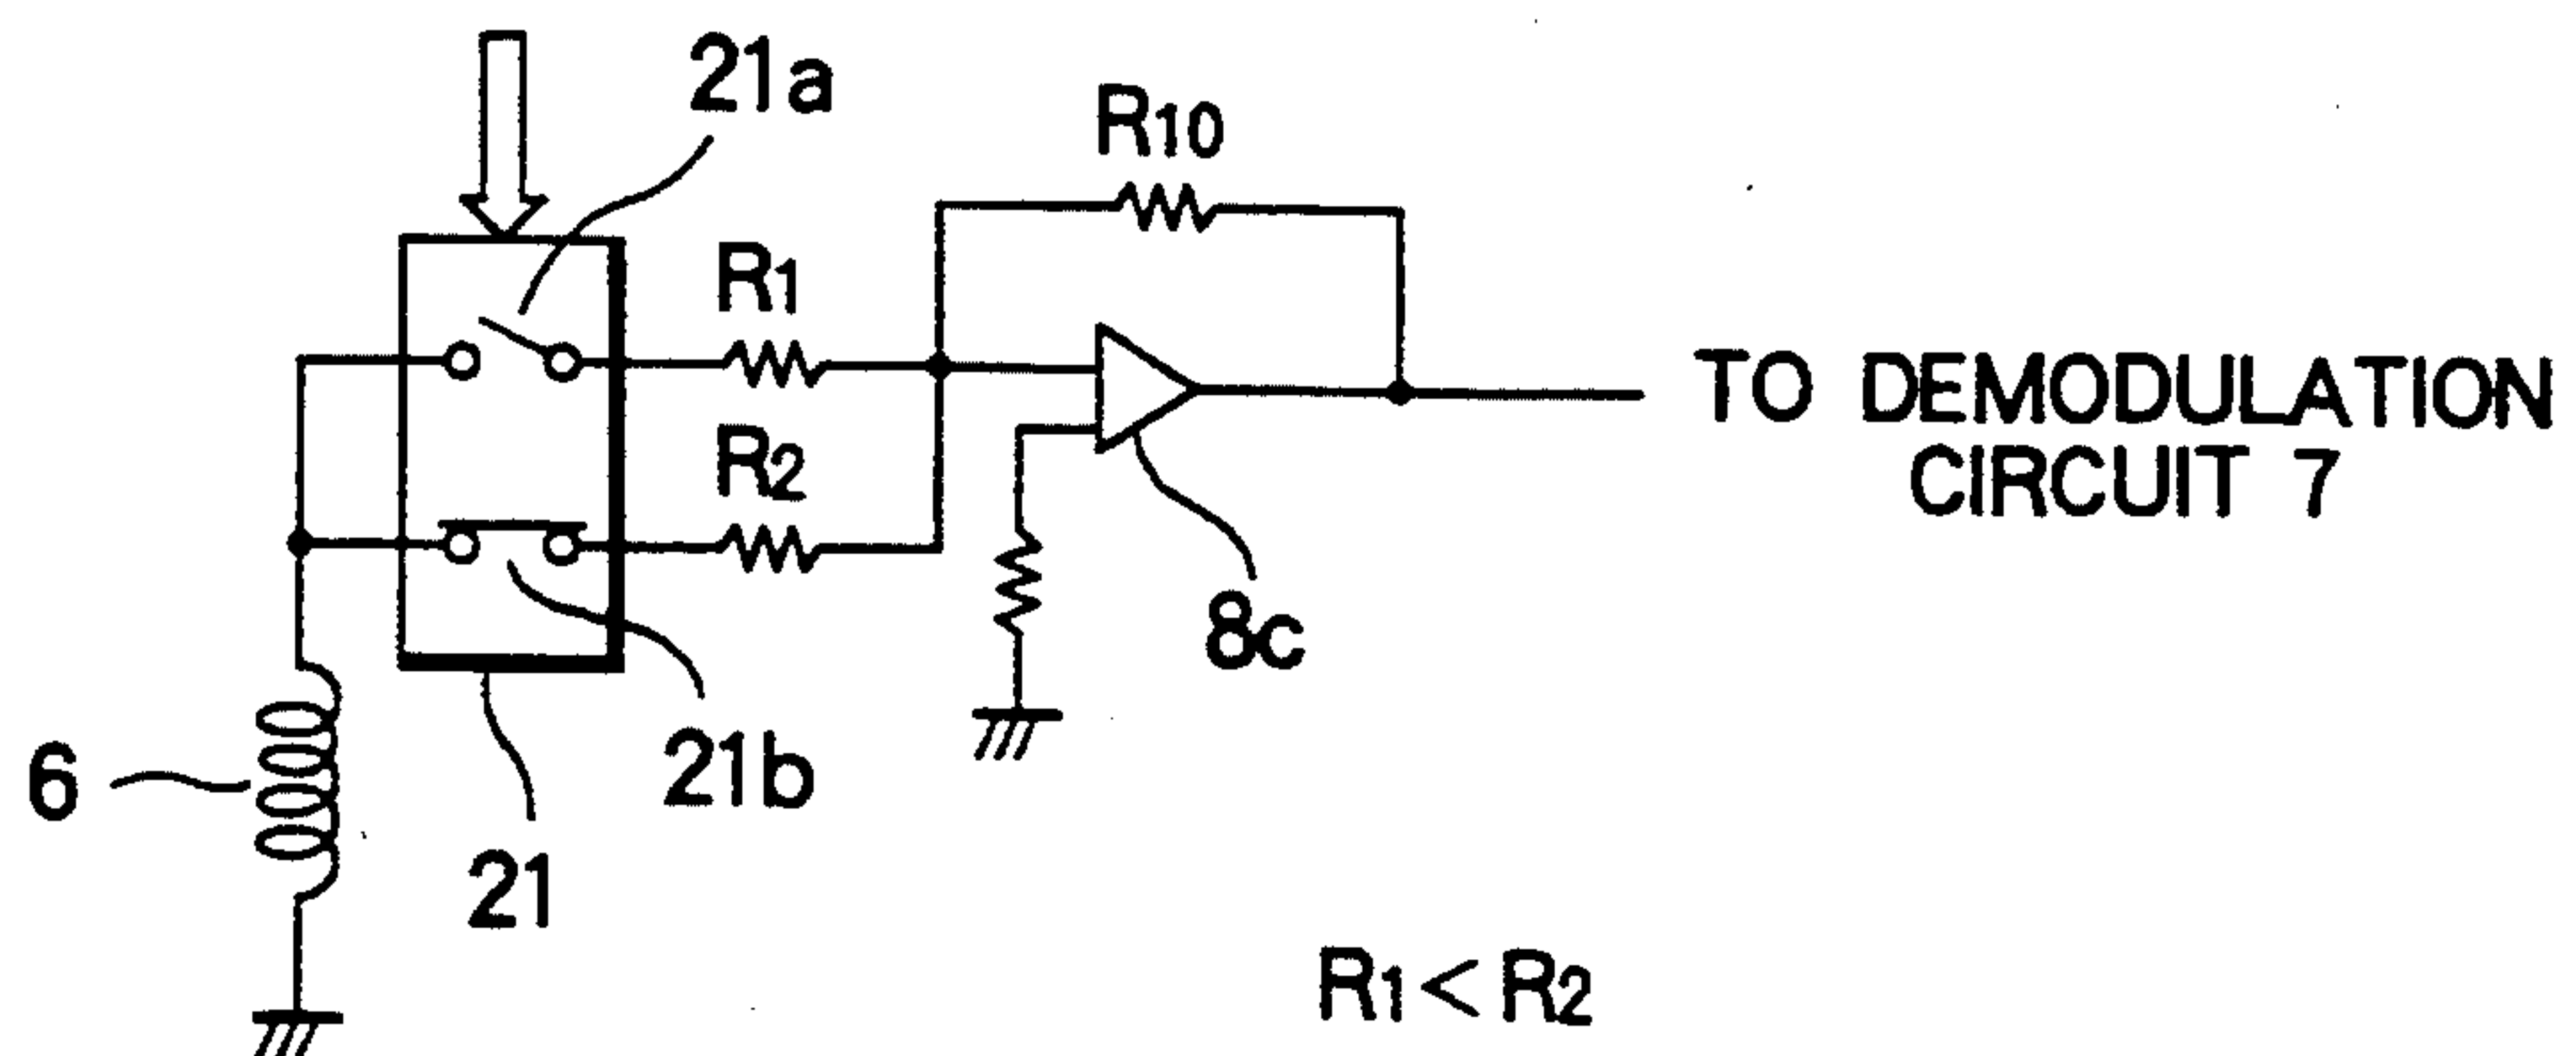 21a
R10
R1
TO DEMODULATION
CIRCUIT 7
R2
8c
6
21b
21
R1<R2